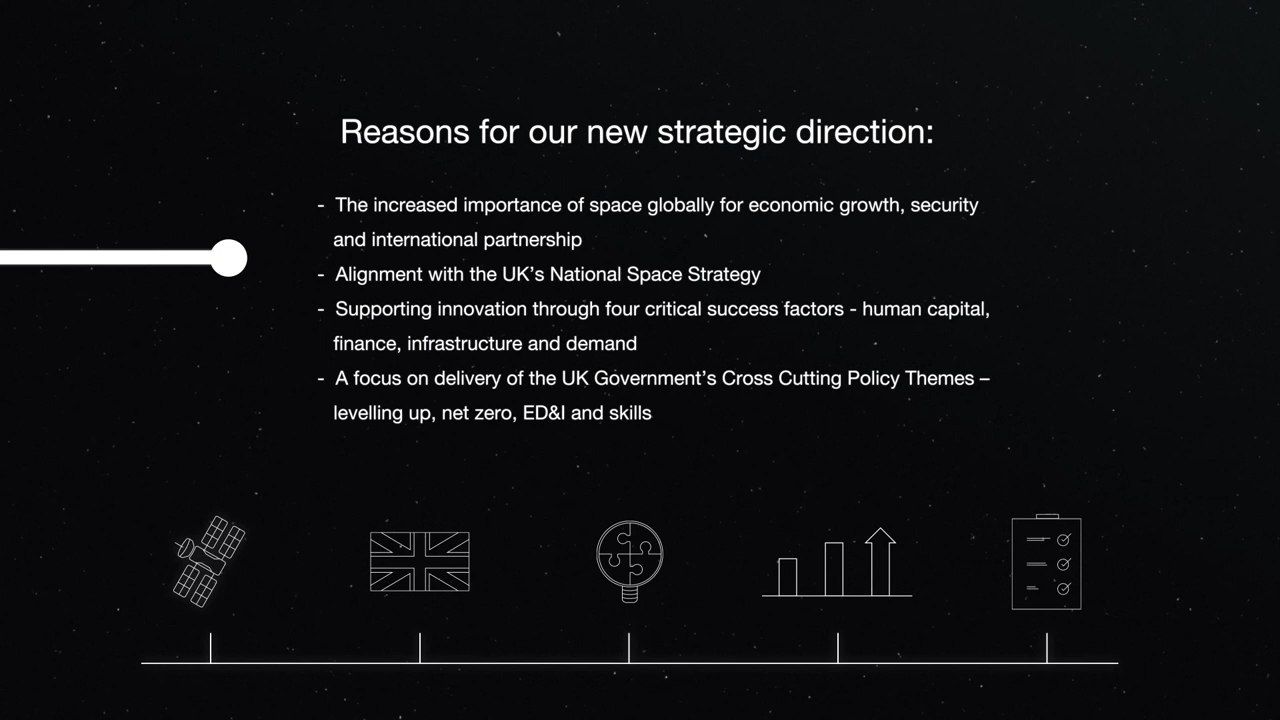 Reasons for our new strategic direction:
- The increased importance of space globally for economic growth, security
and international partnership
- Alignment with the UK’s National Space Strategy
- Supporting innovation through four critical success factors - human capital,
finance, infrastructure and demand
- A focus on delivery of the UK Government’s Cross Cutting Policy Themes –
levelling up, net zero, ED&I and skills